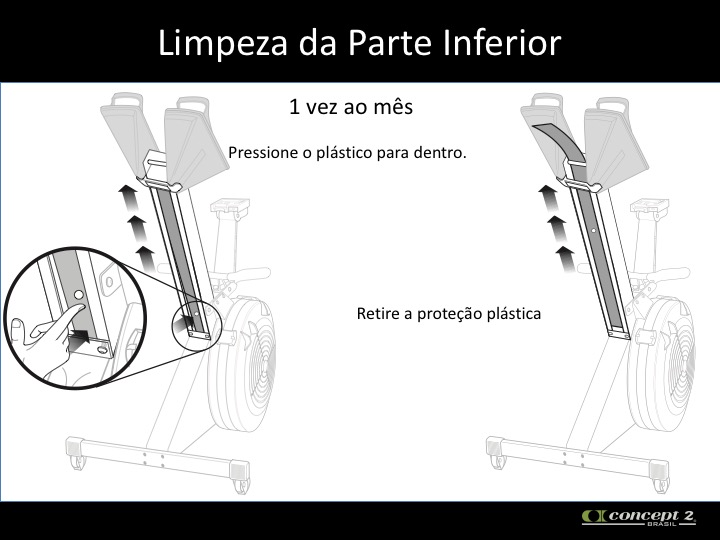 Limpeza da Parte Inferior
1 vez ao mês
Pressione o plástico para dentro.
Retire a proteção plástica
concept 2
BRASIL